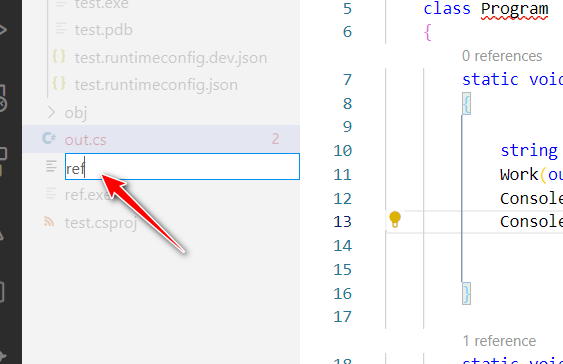 test.exe
test.pdb
test.runtimeconfig.dev.json
test.runtimeconfig.json
obj
out.cs 2
ref
ref.exe
test.csproj
5 class Program
6 {
0 references
7 static void
8 {
9
10 string
11 Work(ou
12 Console
13 Console
14
15
16 }
17
1 reference
18 static void